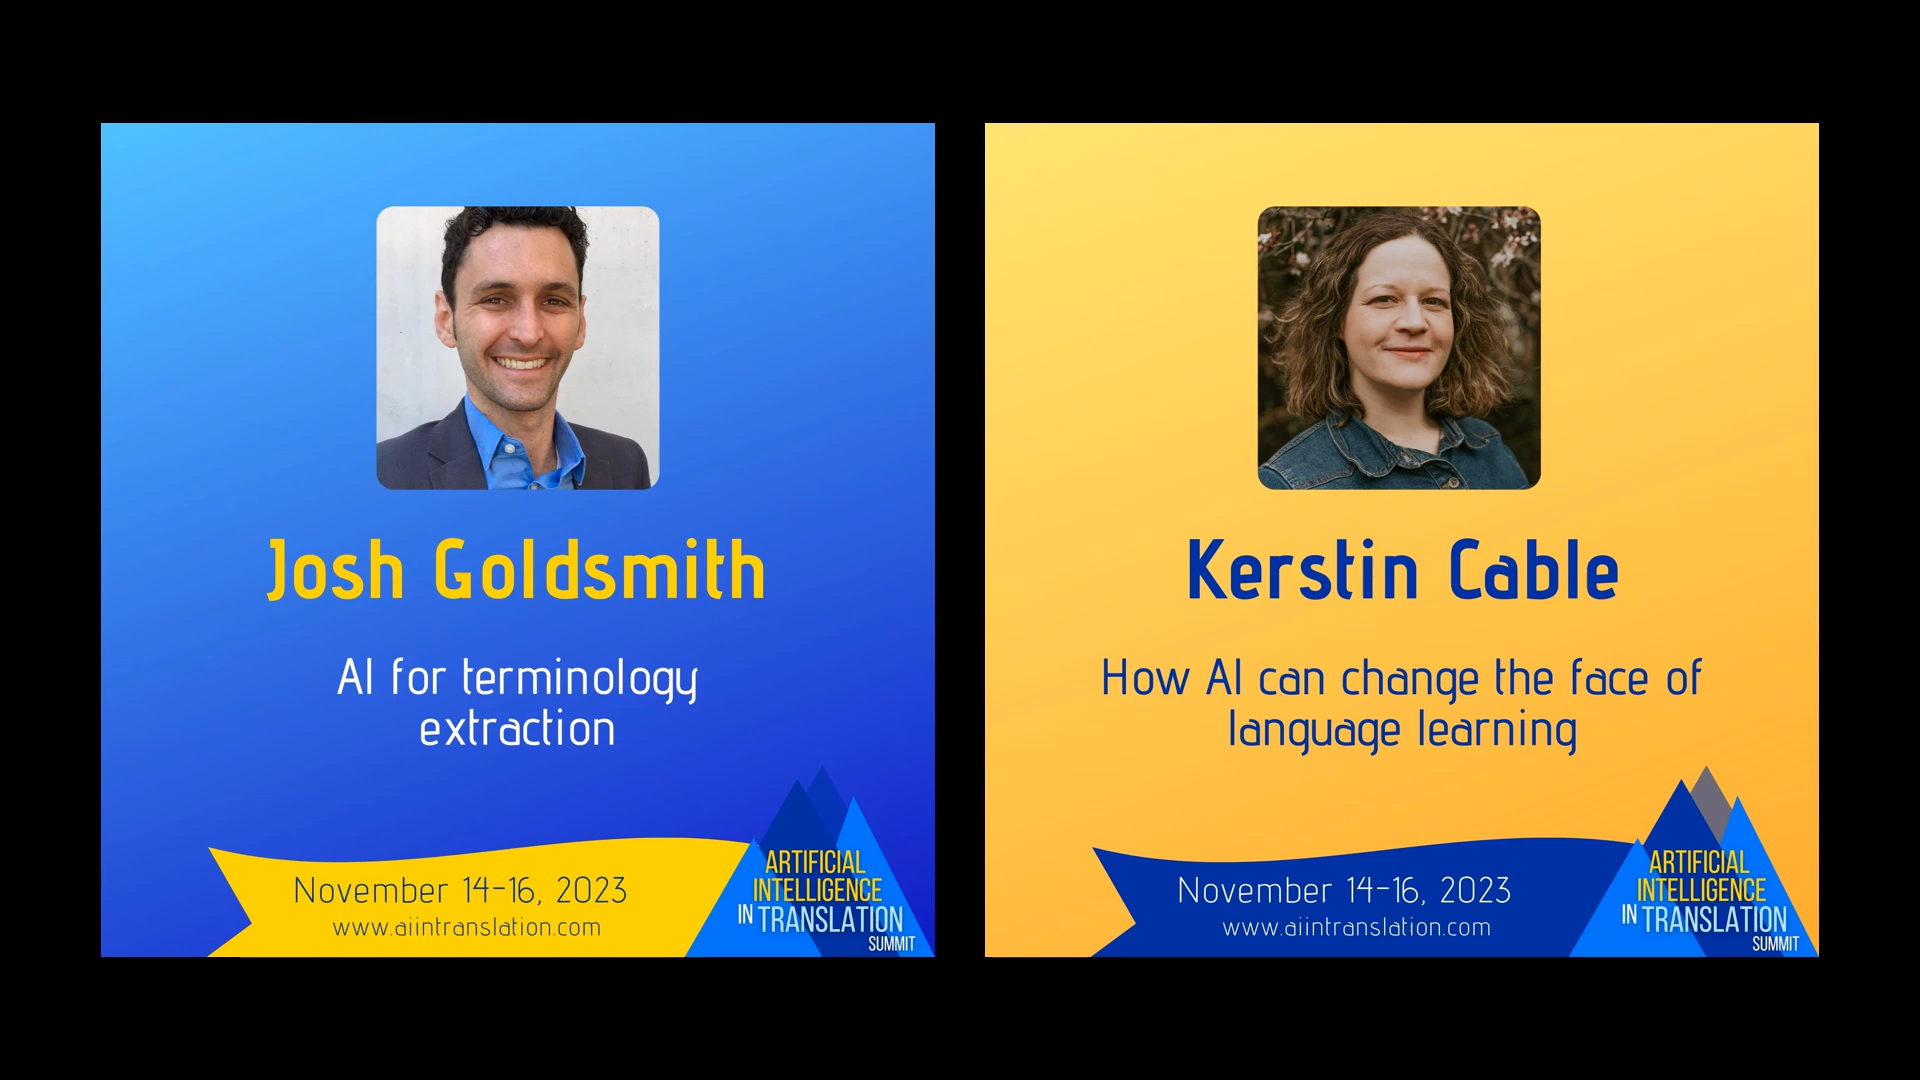 Josh Goldsmith
AI for terminology
extraction
November 14-16, 2023
www.aiintranslation.com
ARTIFICIAL
INTELLIGENCE
IN TRANSLATION
SUMMIT
Kerstin Cable
How AI can change the face of
language learning
November 14-16, 2023
www.aiintranslation.com
ARTIFICIAL
INTELLIGENCE
IN TRANSLATION
SUMMIT